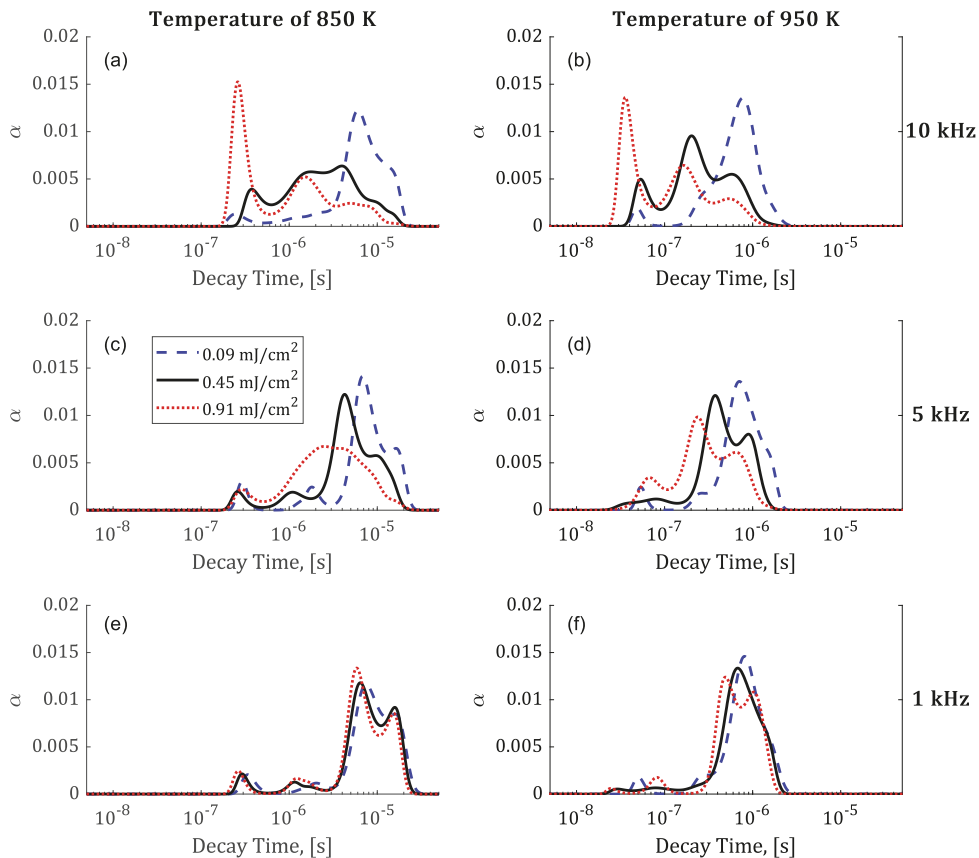 Temperature of 850 K
Temperature of 950 K
0.02
0.015
0.01
0.005
0
α
(a)
10⁻⁸
10⁻⁷
10⁻⁶
10⁻⁵
Decay Time, [s]
0.02
0.015
0.01
0.005
0
α
(b)
10⁻⁸
10⁻⁷
10⁻⁶
10⁻⁵
Decay Time, [s]
10 kHz
0.02
0.015
0.01
0.005
0
α
(c)
0.09 mJ/cm²
0.45 mJ/cm²
0.91 mJ/cm²
10⁻⁸
10⁻⁷
10⁻⁶
10⁻⁵
Decay Time, [s]
0.02
0.015
0.01
0.005
0
α
(d)
10⁻⁸
10⁻⁷
10⁻⁶
10⁻⁵
Decay Time, [s]
5 kHz
0.02
0.015
0.01
0.005
0
α
(e)
10⁻⁸
10⁻⁷
10⁻⁶
10⁻⁵
Decay Time, [s]
0.02
0.015
0.01
0.005
0
α
(f)
10⁻⁸
10⁻⁷
10⁻⁶
10⁻⁵
Decay Time, [s]
1 kHz